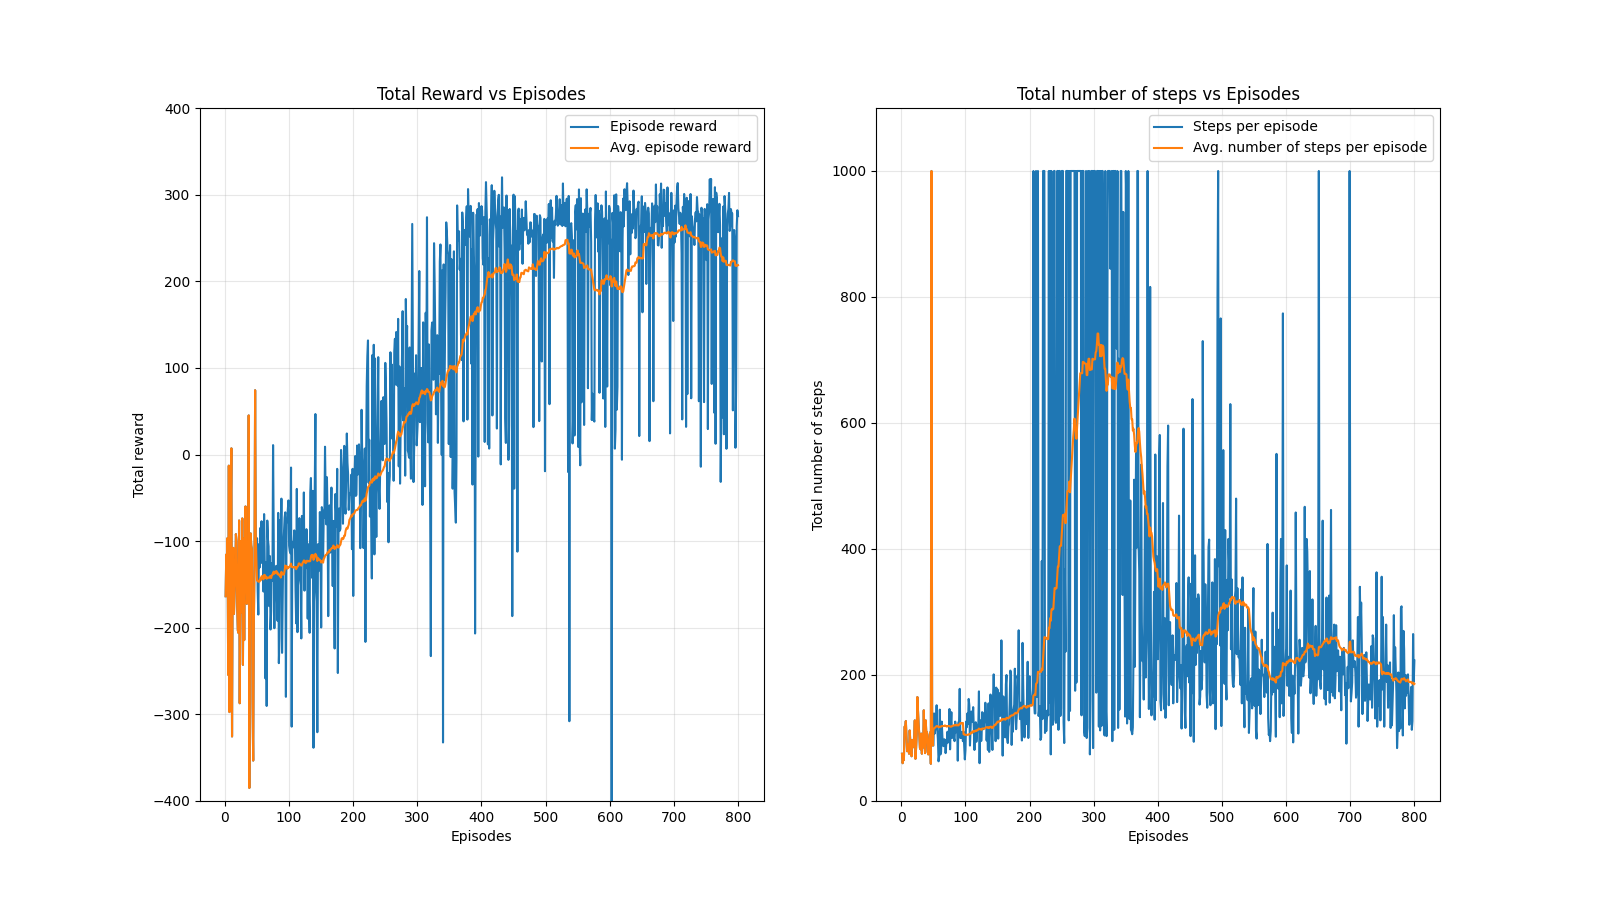 Total Reward vs Episodes
Episode reward
Avg. episode reward
400
300
200
100
0
−100
−200
−300
−400
Total reward
0 100 200 300 400 500 600 700 800
Episodes
Total number of steps vs Episodes
Steps per episode
Avg. number of steps per episode
1000
800
600
400
200
0
Total number of steps
0 100 200 300 400 500 600 700 800
Episodes